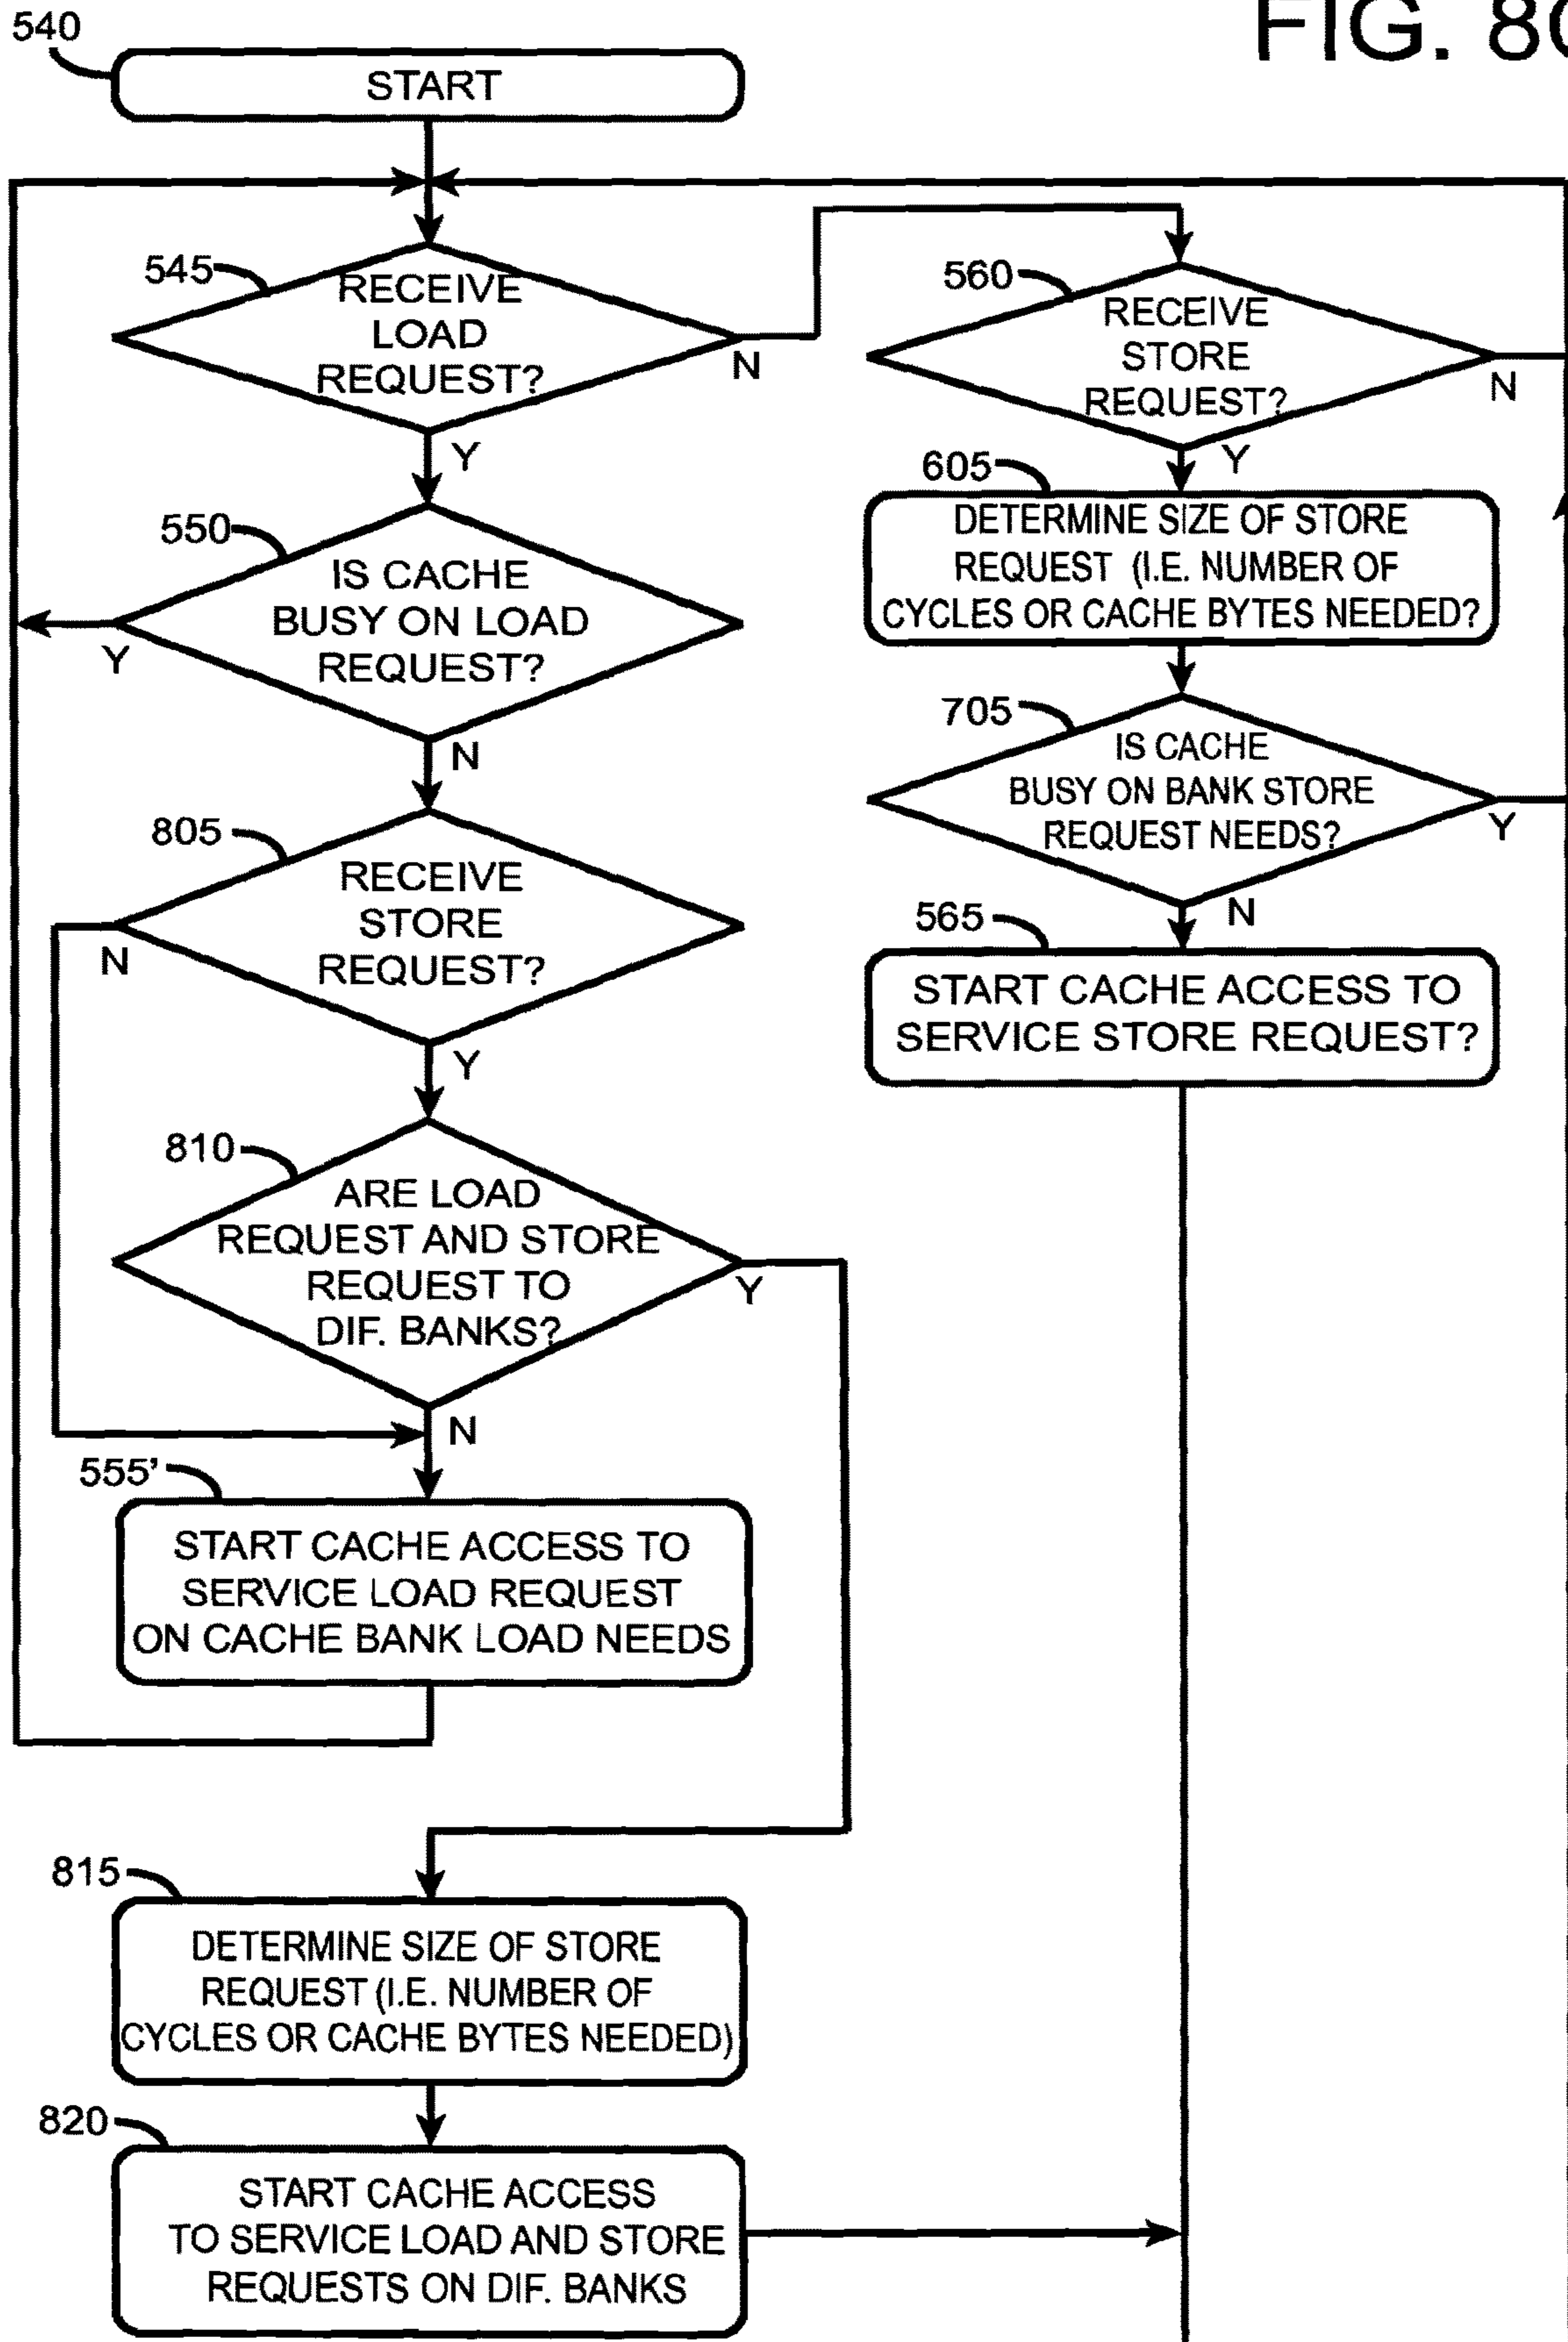 FIG. 8C
540
START
545
RECEIVE
LOAD
REQUEST?
N
Y
550
IS CACHE
BUSY ON LOAD
REQUEST?
Y
N
805
RECEIVE
STORE
REQUEST?
N
Y
810
ARE LOAD
REQUEST AND STORE
REQUEST TO
DIF. BANKS?
Y
N
555'
START CACHE ACCESS TO
SERVICE LOAD REQUEST
ON CACHE BANK LOAD NEEDS
815
DETERMINE SIZE OF STORE
REQUEST (I.E. NUMBER OF
CYCLES OR CACHE BYTES NEEDED)
820
START CACHE ACCESS
TO SERVICE LOAD AND STORE
REQUESTS ON DIF. BANKS
560
RECEIVE
STORE
REQUEST?
N
Y
605
DETERMINE SIZE OF STORE
REQUEST (I.E. NUMBER OF
CYCLES OR CACHE BYTES NEEDED?
705
IS CACHE
BUSY ON BANK STORE
REQUEST NEEDS?
Y
N
565
START CACHE ACCESS TO
SERVICE STORE REQUEST?